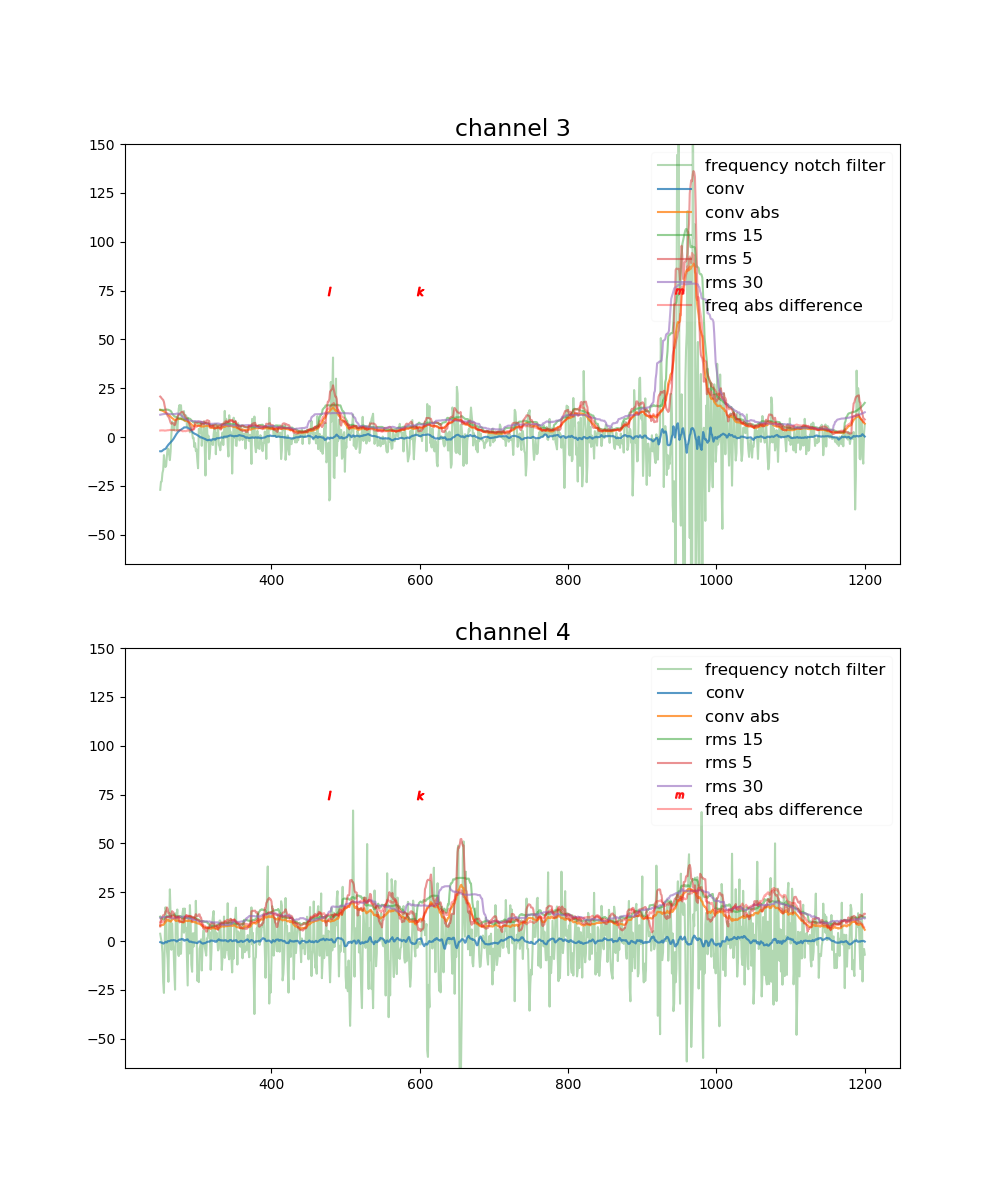 channel 3
150
125
100
75
50
25
0
−25
−50
400 600 800 1000 1200
frequency notch filter
conv
conv abs
rms 15
rms 5
rms 30
freq abs difference
l k m
channel 4
150
125
100
75
50
25
0
−25
−50
400 600 800 1000 1200
frequency notch filter
conv
conv abs
rms 15
rms 5
rms 30
freq abs difference
l k m